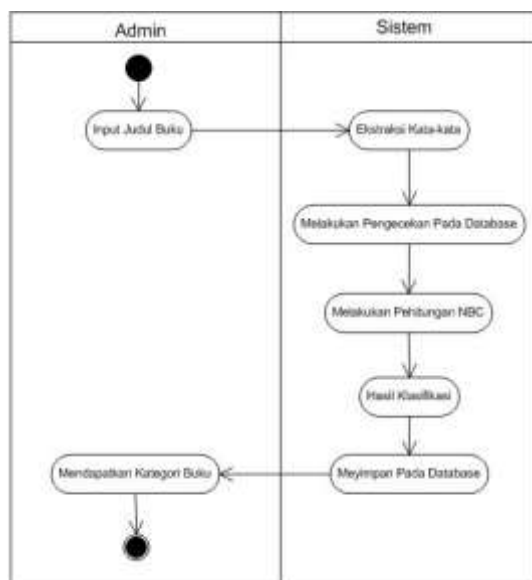 Admin
Sistem
Input Judul Buku
Ekstraksi Kata-kata
Melakukan Pengecekan Pada Database
Melakukan Pehitungan NBC
Hasil Klasifikasi
Meyimpan Pada Database
Mendapatkan Kategori Buku